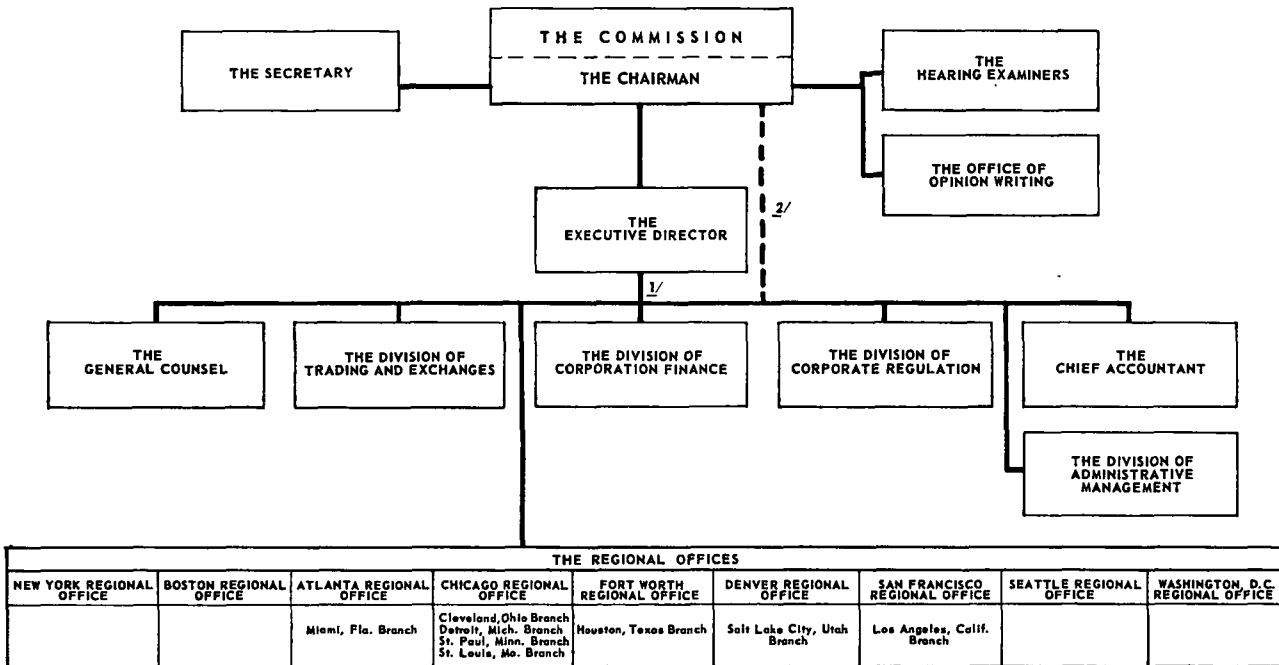 THE COMMISSION
THE CHAIRMAN
THE SECRETARY
THE
HEARING EXAMINERS
THE OFFICE OF
OPINION WRITING
THE
EXECUTIVE DIRECTOR
2/
1/
THE
GENERAL COUNSEL
THE DIVISION OF
TRADING AND EXCHANGES
THE DIVISION OF
CORPORATION FINANCE
THE DIVISION OF
CORPORATE REGULATION
THE
CHIEF ACCOUNTANT
THE DIVISION OF
ADMINISTRATIVE
MANAGEMENT
THE REGIONAL OFFICES
NEW YORK REGIONAL
OFFICE
BOSTON REGIONAL
OFFICE
ATLANTA REGIONAL
OFFICE
Miami, Fla. Branch
CHICAGO REGIONAL
OFFICE
Cleveland, Ohio Branch
Detroit, Mich. Branch
St. Paul, Minn. Branch
St. Louis, Mo. Branch
FORT WORTH
REGIONAL OFFICE
Houston, Texas Branch
DENVER REGIONAL
OFFICE
Salt Lake City, Utah
Branch
SAN FRANCISCO
REGIONAL OFFICE
Los Angeles, Calif.
Branch
SEATTLE REGIONAL
OFFICE
WASHINGTON, D.C.
REGIONAL OFFICE